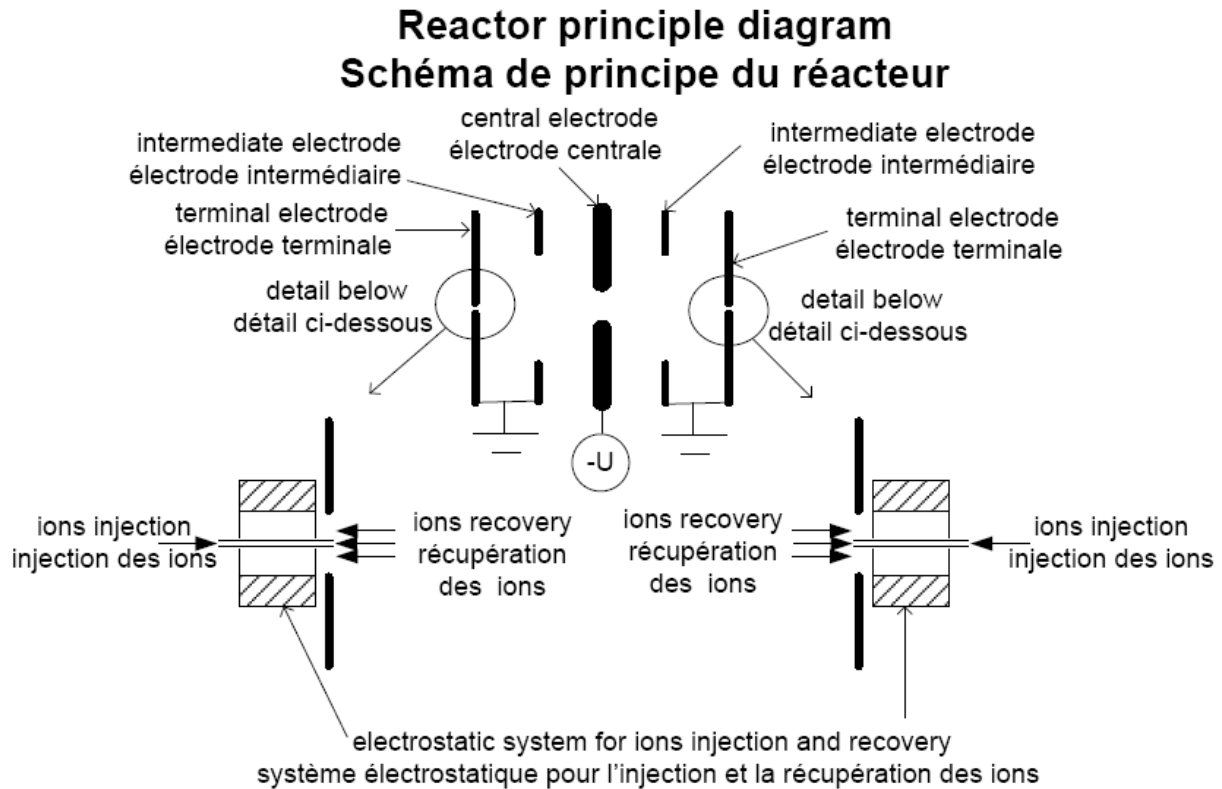 Reactor principle diagram
Schéma de principe du réacteur
central electrode
électrode centrale
intermediate electrode
électrode intermédiaire
intermediate electrode
électrode intermédiaire
terminal electrode
électrode terminale
terminal electrode
électrode terminale
detail below
détail ci-dessous
detail below
détail ci-dessous
-U
ions injection
injection des ions
ions recovery
récupération
des ions
ions recovery
récupération
des ions
ions injection
injection des ions
electrostatic system for ions injection and recovery
système électrostatique pour l'injection et la récupération des ions